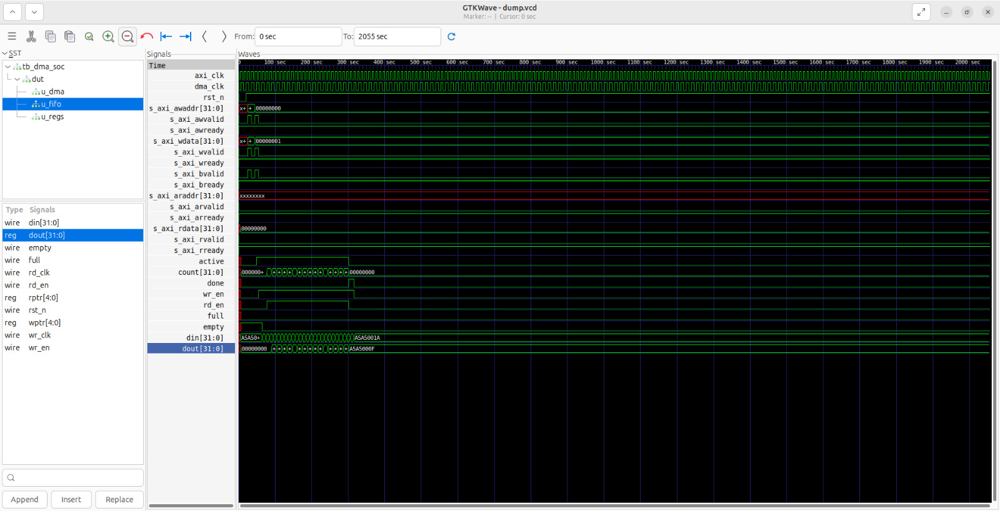 GTKWave - dump.vcd
Marker: -- | Cursor: 0 sec
From: 0 sec To: 2055 sec
SST
tb_dma_soc
dut
u_dma
u_fifo
u_regs
Type Signals
wire din[31:0]
reg dout[31:0]
wire empty
wire full
wire rd_clk
wire rd_en
reg rptr[4:0]
wire rst_n
reg wptr[4:0]
wire wr_clk
wire wr_en
Append Insert Replace
Signals
Time
axi_clk
dma_clk
rst_n
s_axi_awaddr[31:0]
s_axi_awvalid
s_axi_awready
s_axi_wdata[31:0]
s_axi_wvalid
s_axi_wready
s_axi_bvalid
s_axi_bready
s_axi_araddr[31:0]
s_axi_arvalid
s_axi_arready
s_axi_rdata[31:0]
s_axi_rvalid
s_axi_rready
active
count[31:0]
done
wr_en
rd_en
full
empty
din[31:0]
dout[31:0]
Waves
0 100 sec 200 sec 300 sec 400 sec 500 sec 600 sec 700 sec 800 sec 900 sec 1000 sec 1100 sec 1200 sec 1300 sec 1400 sec 1500 sec 1600 sec 1700 sec 1800 sec 1900 sec 2000 sec
x+ + 00000000
x+ + 00000001
xxxxxxxx
00000000
000000+ + + + + + + + + + + + + 00000000
A5A50+ A5A5001A
00000000 + + + + + + + + + + + + + A5A5000F